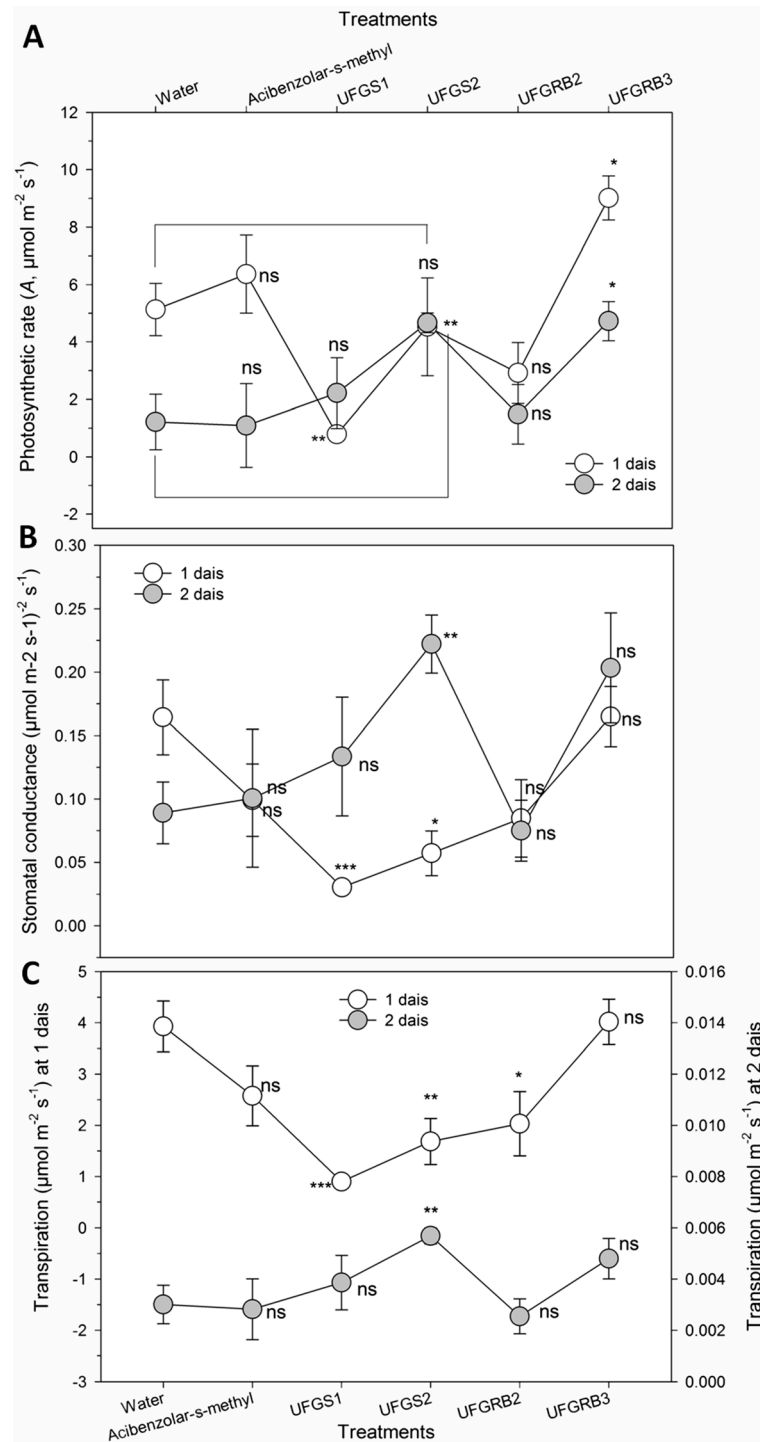 Treatments
A
Water
Acibenzolar-s-methyl
UFGS1
UFGS2
UFGRB2
UFGRB3
Photosynthetic rate (A, μmol m-2 s-1)
12
10
8
6
4
2
0
-2
*
ns
ns
*
ns
ns
**
ns
**
ns
1 dais
2 dais
B
Stomatal conductance (μmol m-2 s-1)-2 s-1)
0.30
0.25
0.20
0.15
0.10
0.05
0.00
1 dais
2 dais
**
ns
ns
ns
ns
ns
ns
*
ns
***
C
Transpiration (μmol m-2 s-1) at 1 dais
5
4
3
2
1
0
-1
-2
-3
1 dais
2 dais
ns
ns
**
*
***
**
ns
ns
ns
ns
0.016
0.014
0.012
0.010
0.008
0.006
0.004
0.002
0.000
Transpiration (μmol m-2 s-1) at 2 dais
Water
Acibenzolar-s-methyl
UFGS1
UFGS2
UFGRB2
UFGRB3
Treatments